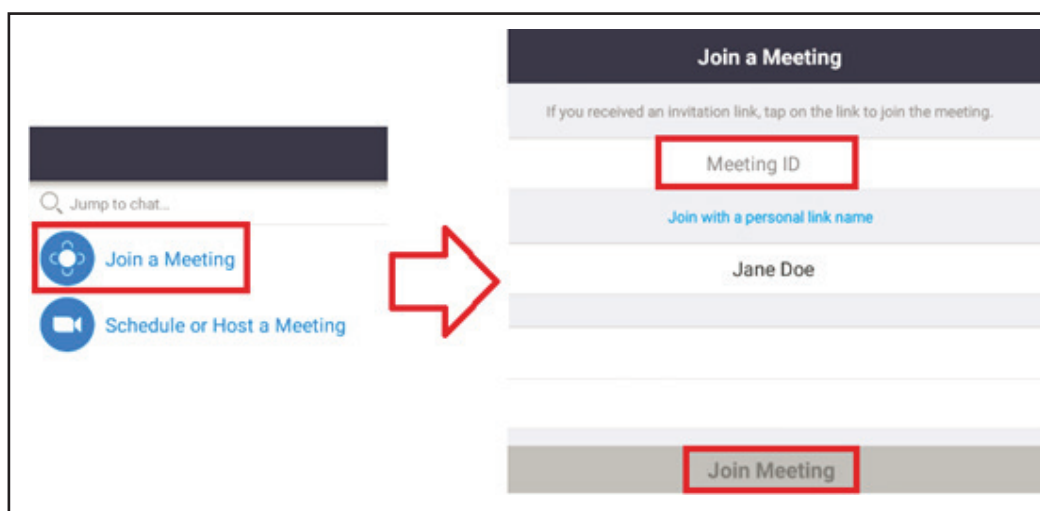 Jump to chat...
Join a Meeting
Schedule or Host a Meeting
Join a Meeting
If you received an invitation link, tap on the link to join the meeting.
Meeting ID
Join with a personal link name
Jane Doe
Join Meeting